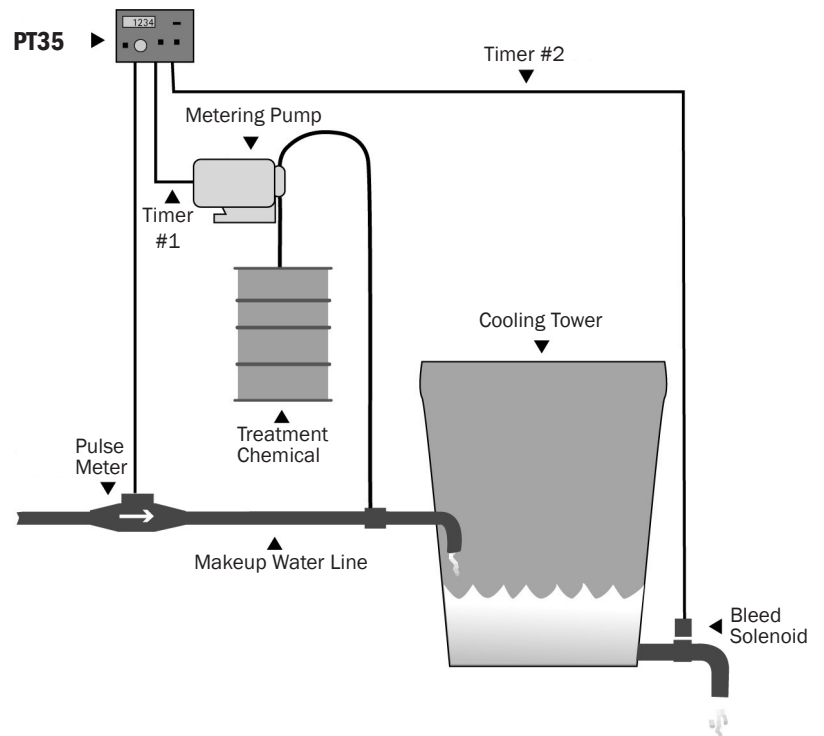 1234
PT35
Timer #2
Metering Pump
Timer
#1
Cooling Tower
Treatment
Chemical
Pulse
Meter
Makeup Water Line
Bleed
Solenoid